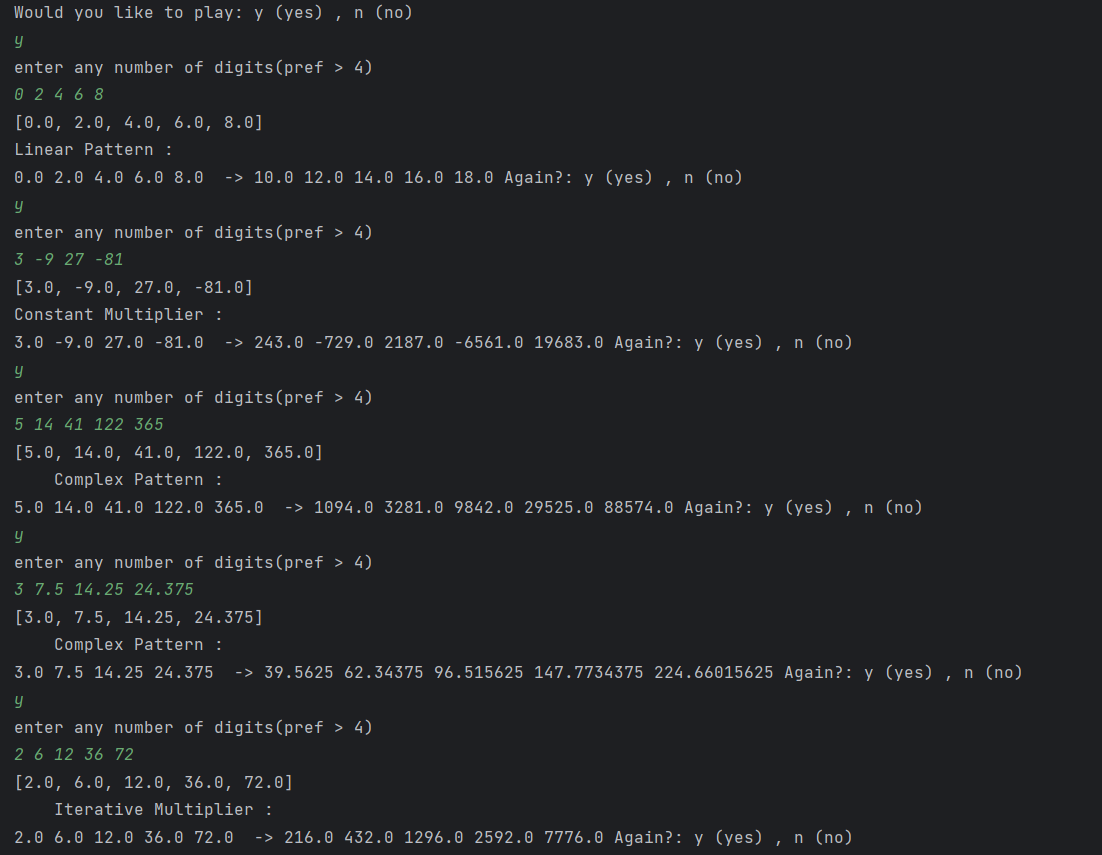 Would you like to play: y (yes) , n (no)
y
enter any number of digits(pref > 4)
0 2 4 6 8
[0.0, 2.0, 4.0, 6.0, 8.0]
Linear Pattern :
0.0 2.0 4.0 6.0 8.0  -> 10.0 12.0 14.0 16.0 18.0 Again?: y (yes) , n (no)
y
enter any number of digits(pref > 4)
3 -9 27 -81
[3.0, -9.0, 27.0, -81.0]
Constant Multiplier :
3.0 -9.0 27.0 -81.0  -> 243.0 -729.0 2187.0 -6561.0 19683.0 Again?: y (yes) , n (no)
y
enter any number of digits(pref > 4)
5 14 41 122 365
[5.0, 14.0, 41.0, 122.0, 365.0]
    Complex Pattern :
5.0 14.0 41.0 122.0 365.0  -> 1094.0 3281.0 9842.0 29525.0 88574.0 Again?: y (yes) , n (no)
y
enter any number of digits(pref > 4)
3 7.5 14.25 24.375
[3.0, 7.5, 14.25, 24.375]
    Complex Pattern :
3.0 7.5 14.25 24.375  -> 39.5625 62.34375 96.515625 147.7734375 224.66015625 Again?: y (yes) , n (no)
y
enter any number of digits(pref > 4)
2 6 12 36 72
[2.0, 6.0, 12.0, 36.0, 72.0]
    Iterative Multiplier :
2.0 6.0 12.0 36.0 72.0  -> 216.0 432.0 1296.0 2592.0 7776.0 Again?: y (yes) , n (no)